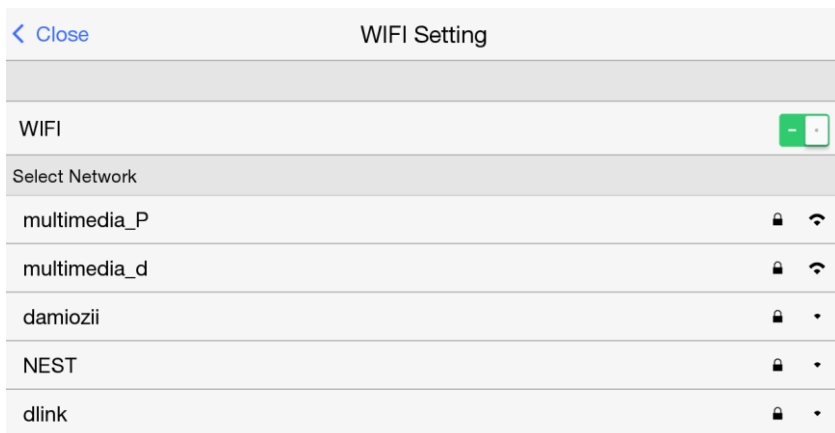 Close WIFI Setting
WIFI
Select Network
multimedia_P
multimedia_d
damiozii
NEST
dlink